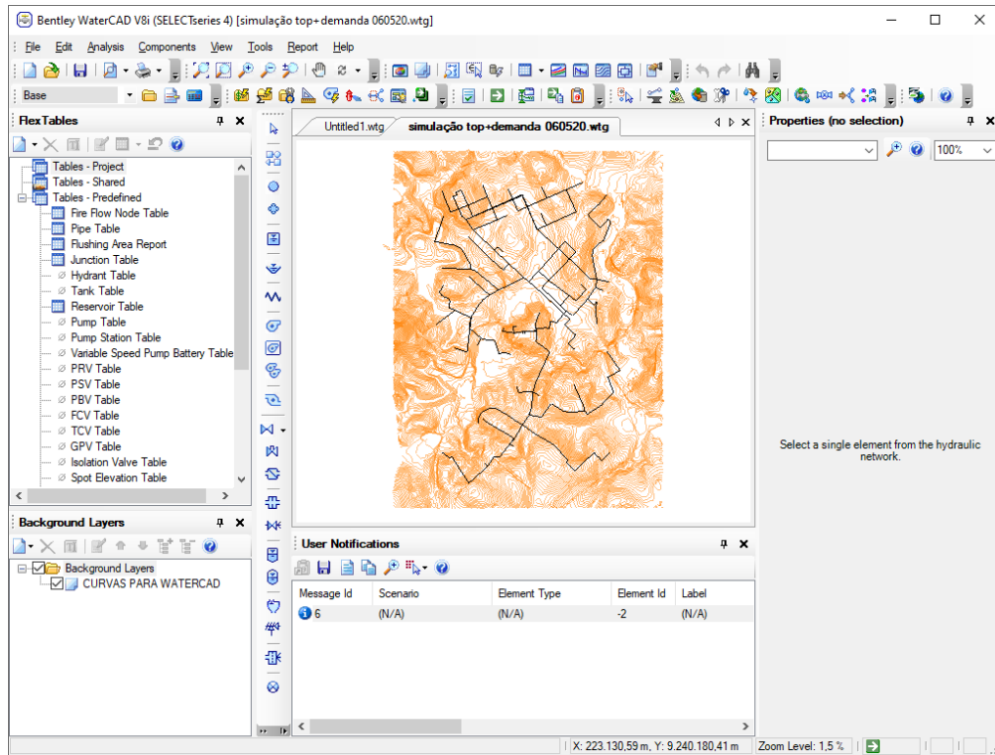 Bentley WaterCAD V8i (SELECTseries 4) [simulação top+demanda 060520.wtg]
File Edit Analysis Components View Tools Report Help
Base
FlexTables
Tables - Project
Tables - Shared
Tables - Predefined
Fire Flow Node Table
Pipe Table
Flushing Area Report
Junction Table
Hydrant Table
Tank Table
Reservoir Table
Pump Table
Pump Station Table
Variable Speed Pump Battery Table
PRV Table
PSV Table
PBV Table
FCV Table
TCV Table
GPV Table
Isolation Valve Table
Spot Elevation Table
Background Layers
Background Layers
CURVAS PARA WATERCAD
Untitled1.wtg simulação top+demanda 060520.wtg
User Notifications
Message Id Scenario Element Type Element Id Label
6 (N/A) (N/A) -2 (N/A)
Properties (no selection)
100%
Select a single element from the hydraulic
network.
X: 223.130,59 m, Y: 9.240.180,41 m Zoom Level: 1,5 %